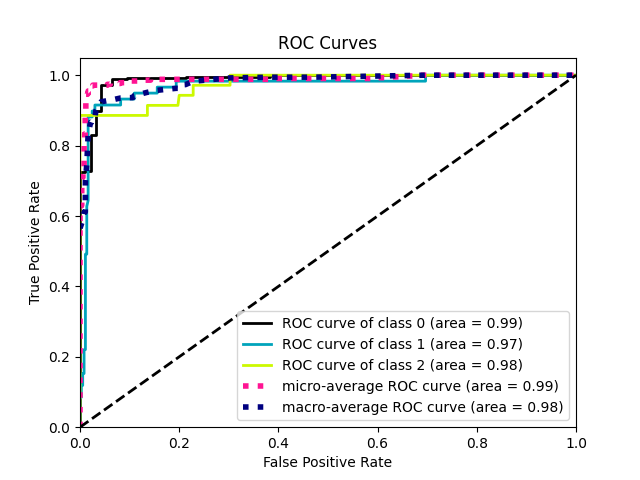 ROC Curves
True Positive Rate
1.0
0.8
0.6
0.4
0.2
0.0
ROC curve of class 0 (area = 0.99)
ROC curve of class 1 (area = 0.97)
ROC curve of class 2 (area = 0.98)
micro-average ROC curve (area = 0.99)
macro-average ROC curve (area = 0.98)
0.0 0.2 0.4 0.6 0.8 1.0
False Positive Rate